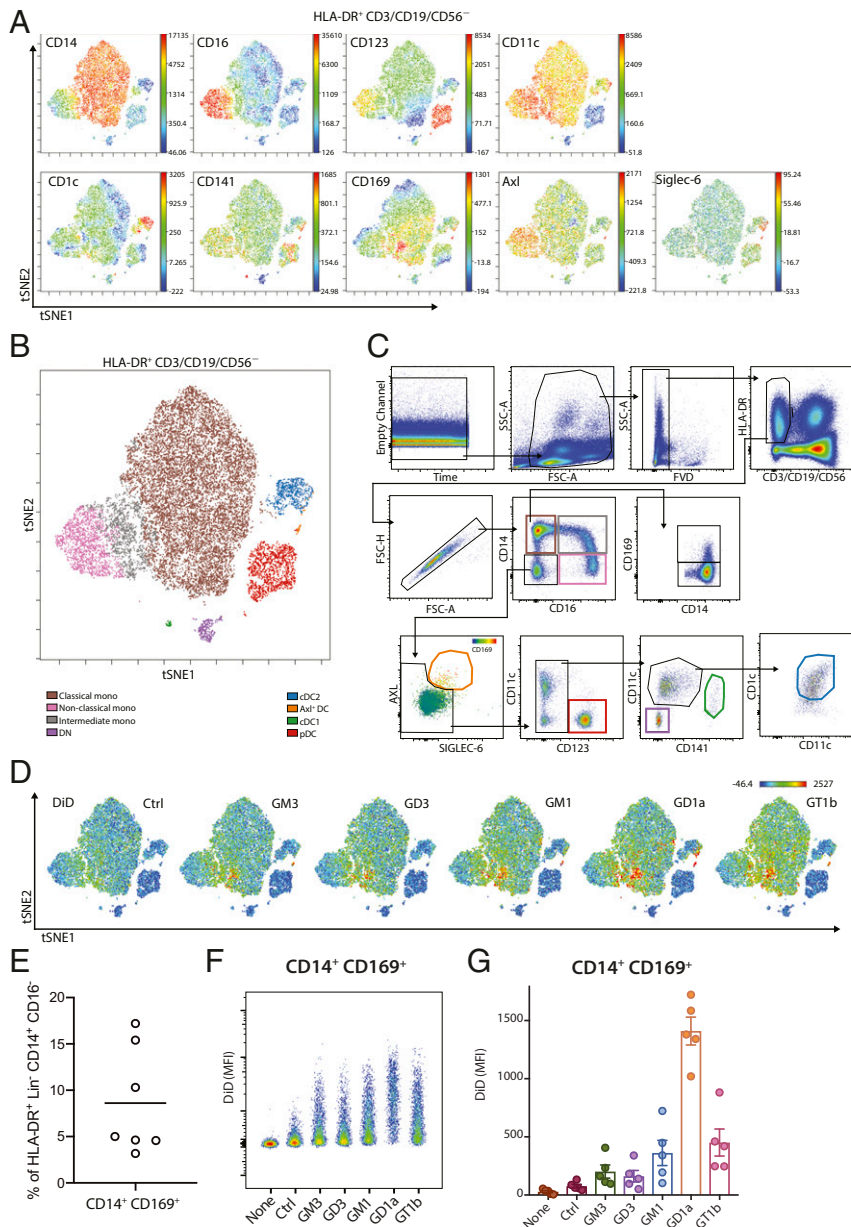 A
HLA-DR⁺ CD3/CD19/CD56⁻
CD14
17135
4752
1314
350.4
46.06
CD16
35610
6300
1109
148.7
126
CD123
8534
2051
483
71.71
-167
CD11c
8586
2409
669.1
160.6
-51.8
CD1c
3205
925.9
250
7.265
-222
CD141
1685
801.1
372.1
154.6
24.98
CD169
1301
447.1
152
-13.8
-194
Axl
2171
1254
21.8
-409.3
-221.8
Siglec-6
95.24
55.46
18.81
-16.7
-53.3
tSNE2
tSNE1
B
HLA-DR⁺ CD3/CD19/CD56⁻
tSNE2
tSNE1
Classical mono
Non-classical mono
Intermediate mono
DN
cDC2
Axl⁺ DC
cDC1
pDC
C
Empty Channel
Time
SSC-A
FSC-A
SSC-A
FVD
HLA-DR
CD3/CD19/CD56
FSC-H
FSC-A
CD14
CD16
CD169
CD14
AXL
CD169
SIGLEC-6
CD11c
CD123
CD11c
CD141
CD1c
CD11c
D
-46.4 2527
DiD Ctrl GM3 GD3 GM1 GD1a GT1b
tSNE2
tSNE1
E
% of HLA-DR⁺ Lin⁻ CD14⁺ CD16⁻
20
15
10
5
0
CD14⁺ CD169⁺
F
CD14⁺ CD169⁺
DiD (MFI)
None Ctrl GM3 GD3 GM1 GD1a GT1b
G
CD14⁺ CD169⁺
DiD (MFI)
1500
1000
500
0
None Ctrl GM3 GD3 GM1 GD1a GT1b